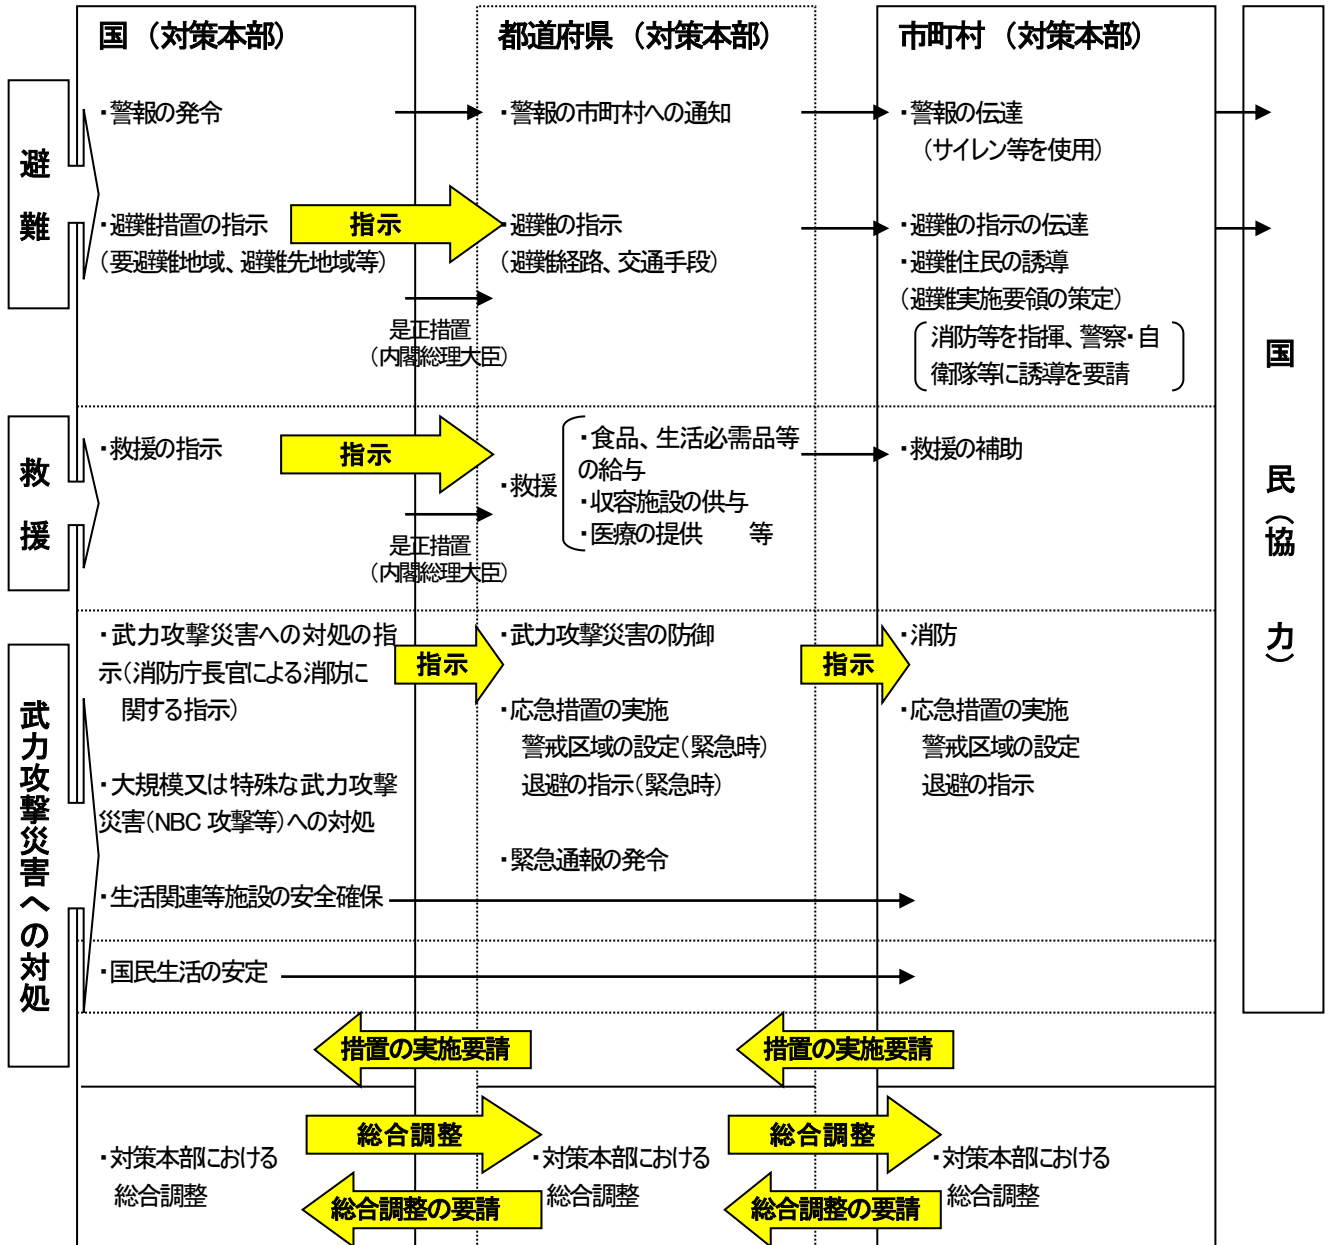 国（対策本部）
都道府県（対策本部）
市町村（対策本部）
避難
・警報の発令
・警報の市町村への通知
・警報の伝達
（サイレン等を使用）
・避難措置の指示
（要避難地域、避難先地域等）
指示
・避難の指示
（避難経路、交通手段）
・避難の指示の伝達
・避難住民の誘導
（避難実施要領の策定）
消防等を指揮、警察・自
衛隊等に誘導を要請
是正措置
（内閣総理大臣）
救援
・救援の指示
指示
・救援
・食品、生活必需品等
の給与
・収容施設の供与
・医療の提供　等
・救援の補助
是正措置
（内閣総理大臣）
武力攻撃災害への対処
・武力攻撃災害への対処の指
示（消防庁長官による消防に
関する指示）
指示
・武力攻撃災害の防御
指示
・消防
・応急措置の実施
警戒区域の設定（緊急時）
退避の指示（緊急時）
・応急措置の実施
警戒区域の設定
退避の指示
・大規模又は特殊な武力攻撃
災害（NBC 攻撃等）への対処
・緊急通報の発令
・生活関連等施設の安全確保
・国民生活の安定
国民（協力）
措置の実施要請
措置の実施要請
総合調整
総合調整
・対策本部における
総合調整
・対策本部における
総合調整
・対策本部における
総合調整
総合調整の要請
総合調整の要請